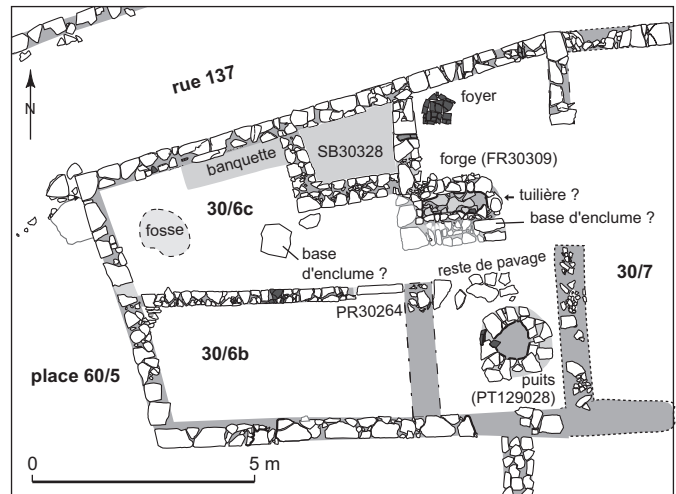 rue 137
N
foyer
banquette
SB30328
forge (FR30309)
tuilière ?
30/6c
base d'enclume ?
fosse
base
d'enclume ?
reste de pavage
30/7
PR30264
30/6b
place 60/5
puits
(PT129028)
0
5 m